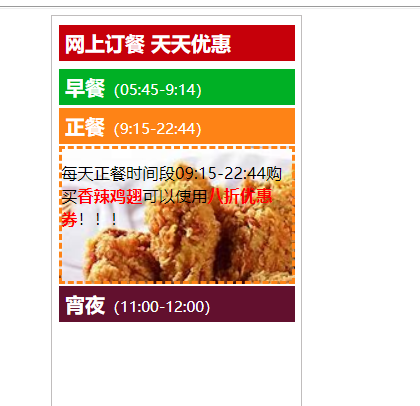 网上订餐 天天优惠
早餐 (05:45-9:14)
正餐 (9:15-22:44)
每天正餐时间段09:15-22:44购
买香辣鸡翅可以使用八折优惠
券！！！
宵夜 (11:00-12:00)